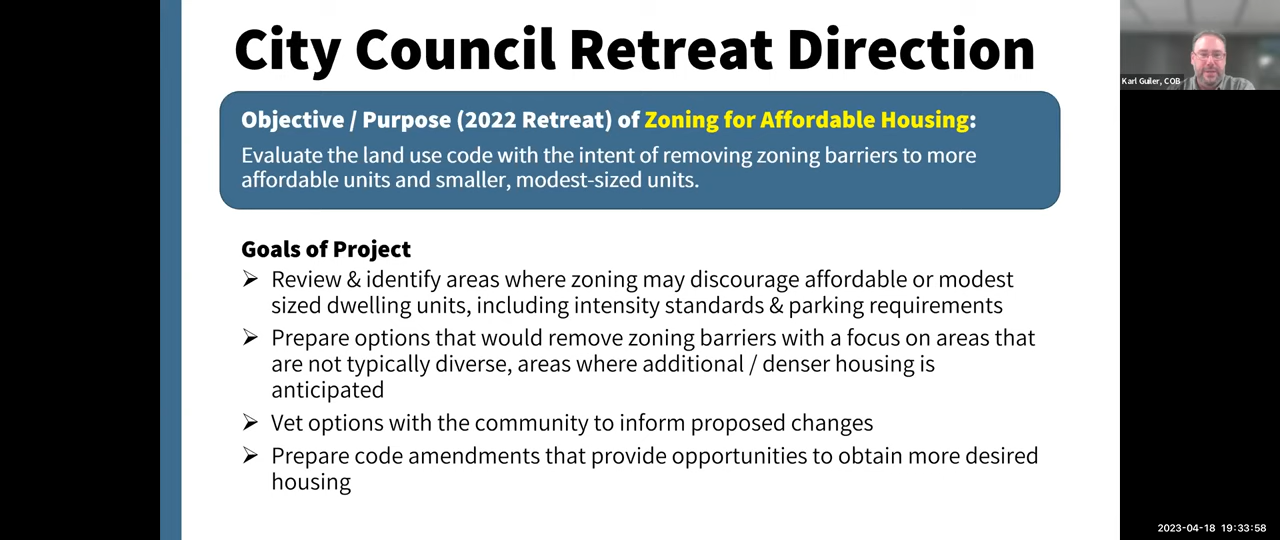 City Council Retreat Direction
Objective / Purpose (2022 Retreat) of Zoning for Affordable Housing:
Evaluate the land use code with the intent of removing zoning barriers to more
affordable units and smaller, modest-sized units.
Goals of Project
➢ Review & identify areas where zoning may discourage affordable or modest
sized dwelling units, including intensity standards & parking requirements
➢ Prepare options that would remove zoning barriers with a focus on areas that
are not typically diverse, areas where additional / denser housing is
anticipated
➢ Vet options with the community to inform proposed changes
➢ Prepare code amendments that provide opportunities to obtain more desired
housing
Karl Guiler, COB
2023-04-18 19:33:58